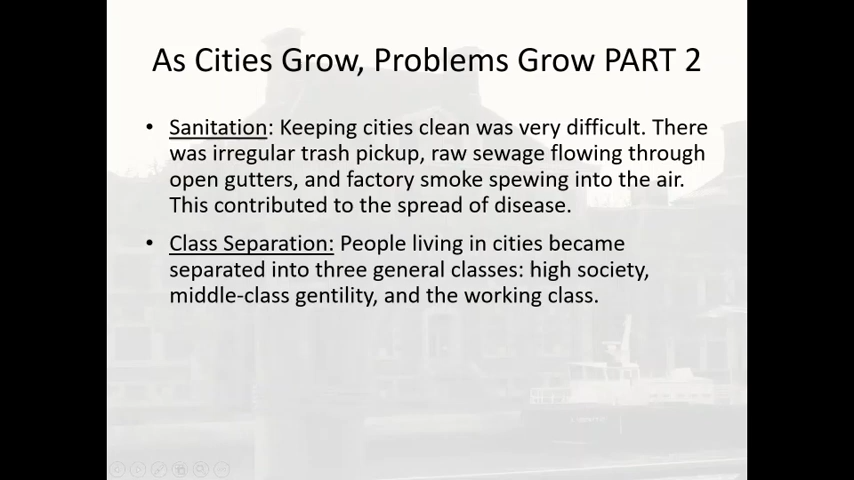 As Cities Grow, Problems Grow PART 2
• Sanitation: Keeping cities clean was very difficult. There
was irregular trash pickup, raw sewage flowing through
open gutters, and factory smoke spewing into the air.
This contributed to the spread of disease.
• Class Separation: People living in cities became
separated into three general classes: high society,
middle-class gentility, and the working class.